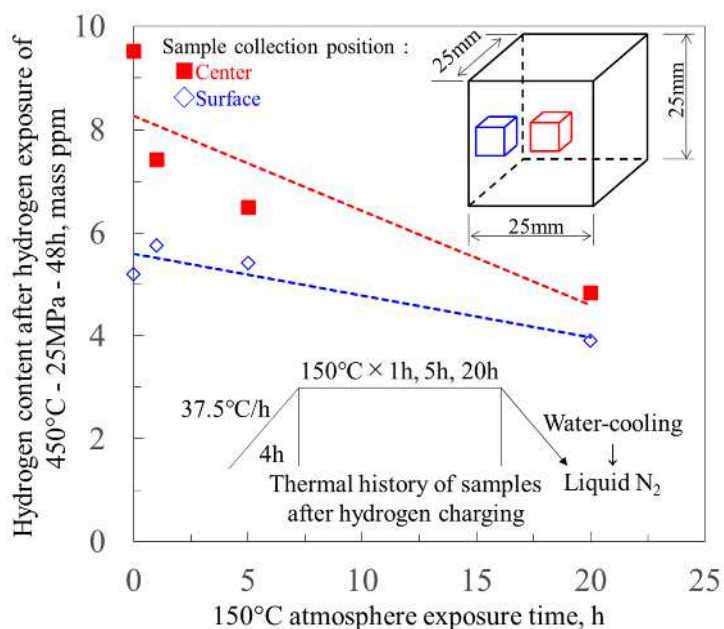 Hydrogen content after hydrogen exposure of
450°C - 25MPa - 48h, mass ppm
10
8
6
4
2
0
Sample collection position :
Center
Surface
25mm
25mm
25mm
150°C × 1h, 5h, 20h
37.5°C/h
4h
Water-cooling
Liquid N₂
Thermal history of samples
after hydrogen charging
0
5
10
15
20
25
150°C atmosphere exposure time, h